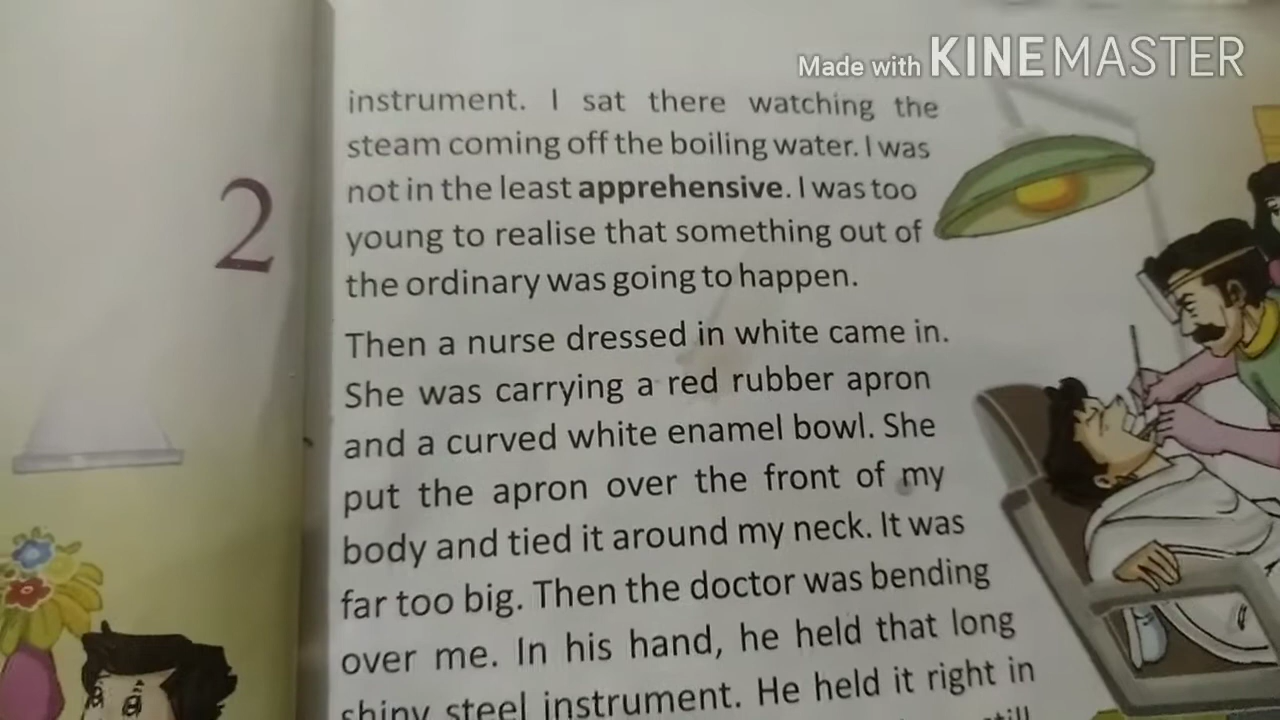 Made with KINEMASTER
2
instrument. I sat there watching the
steam coming off the boiling water. I was
not in the least apprehensive. I was too
young to realise that something out of
the ordinary was going to happen.
Then a nurse dressed in white came in.
She was carrying a red rubber apron
and a curved white enamel bowl. She
put the apron over the front of my
body and tied it around my neck. It was
far too big. Then the doctor was bending
over me. In his hand, he held that long
shiny steel instrument. He held it right in
still